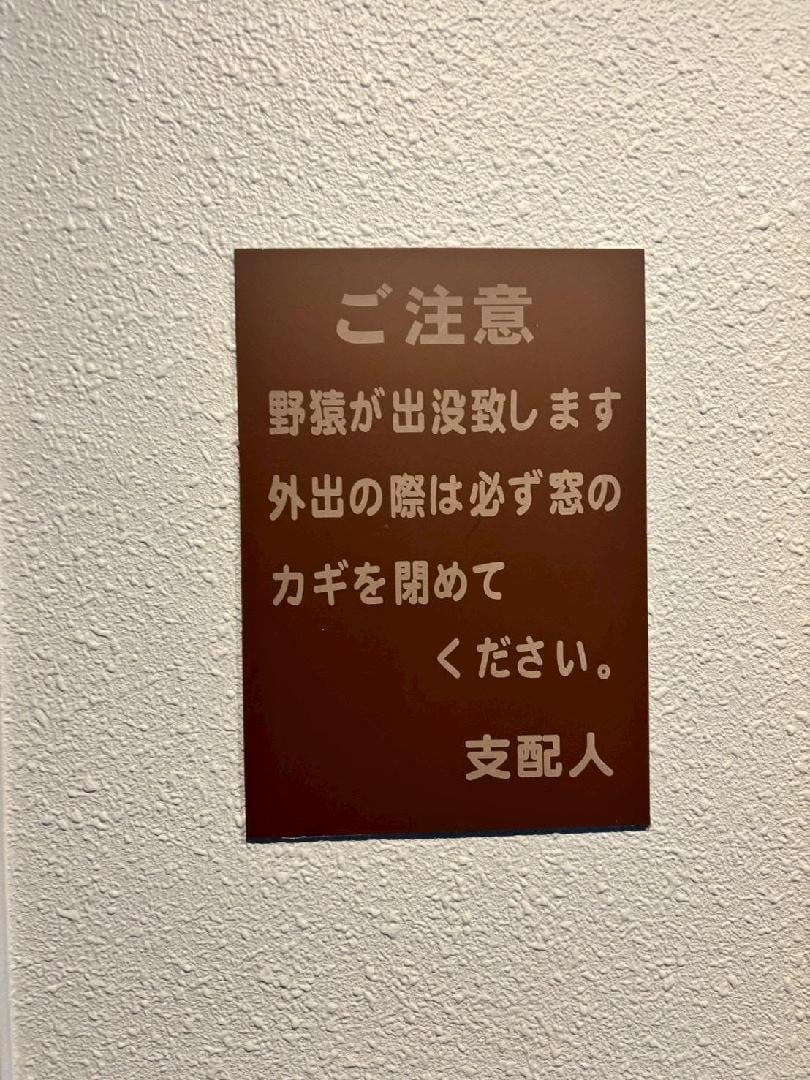 ご注意
野猿が出没致します
外出の際は必ず窓の
カギを閉めて
ください。
支配人